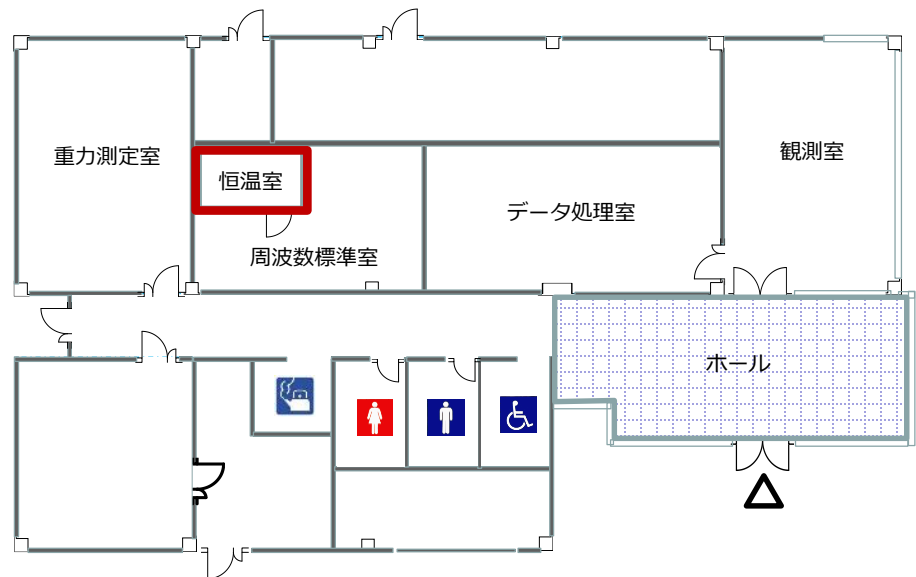 重力測定室
恒温室
観測室
データ処理室
周波数標準室
ホール